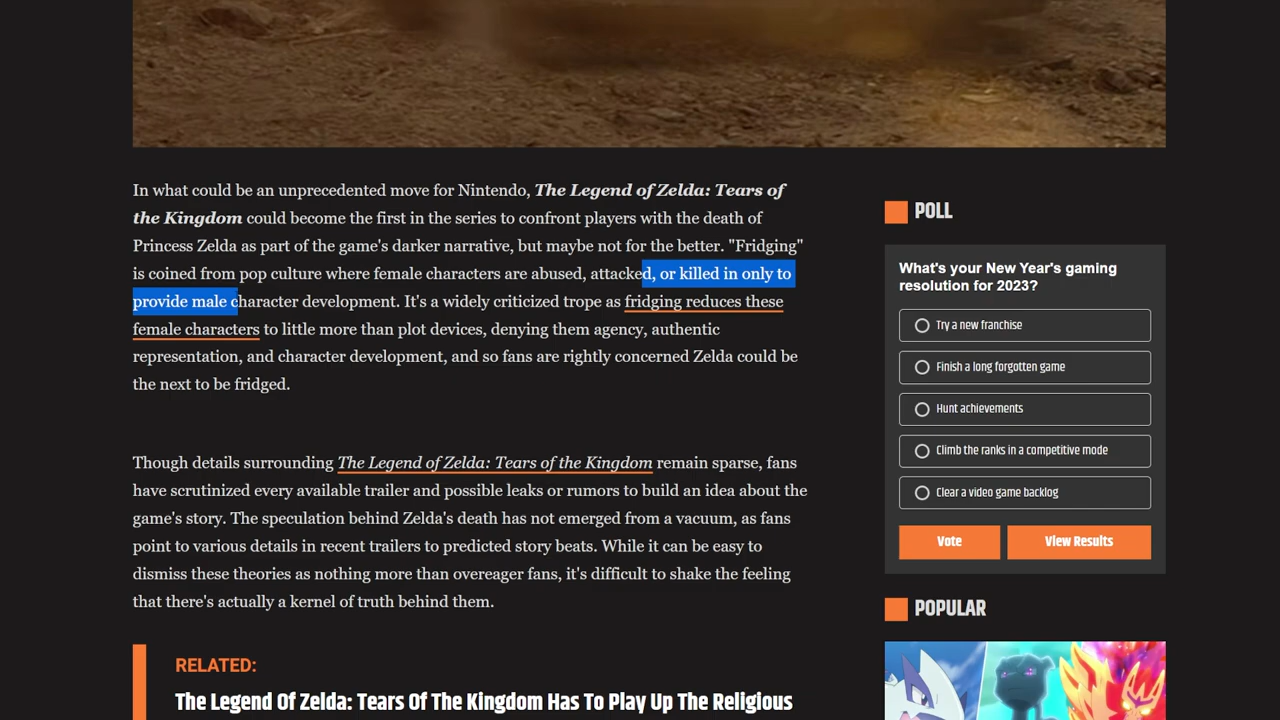 In what could be an unprecedented move for Nintendo, The Legend of Zelda: Tears of
the Kingdom could become the first in the series to confront players with the death of
Princess Zelda as part of the game's darker narrative, but maybe not for the better. "Fridging"
is coined from pop culture where female characters are abused, attacked, or killed in only to
provide male character development. It's a widely criticized trope as fridging reduces these
female characters to little more than plot devices, denying them agency, authentic
representation, and character development, and so fans are rightly concerned Zelda could be
the next to be fridged.
Though details surrounding The Legend of Zelda: Tears of the Kingdom remain sparse, fans
have scrutinized every available trailer and possible leaks or rumors to build an idea about the
game's story. The speculation behind Zelda's death has not emerged from a vacuum, as fans
point to various details in recent trailers to predicted story beats. While it can be easy to
dismiss these theories as nothing more than overeager fans, it's difficult to shake the feeling
that there's actually a kernel of truth behind them.
RELATED:
The Legend Of Zelda: Tears Of The Kingdom Has To Play Up The Religious
POLL
What's your New Year's gaming
resolution for 2023?
Try a new franchise
Finish a long forgotten game
Hunt achievements
Climb the ranks in a competitive mode
Clear a video game backlog
Vote
View Results
POPULAR